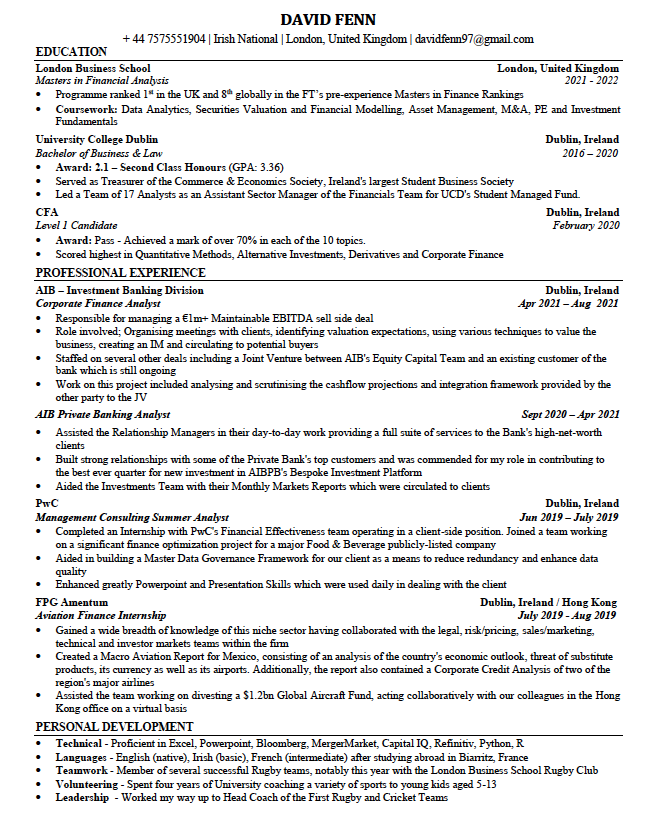 DAVID FENN
+ 44 7575551904 | Irish National | London, United Kingdom | davidfenn97@gmail.com
EDUCATION
London Business School London, United Kingdom
Masters in Financial Analysis 2021 - 2022
• Programme ranked 1st in the UK and 8th globally in the FT's pre-experience Masters in Finance Rankings
• Coursework: Data Analytics, Securities Valuation and Financial Modelling, Asset Management, M&A, PE and Investment
Fundamentals
University College Dublin Dublin, Ireland
Bachelor of Business & Law 2016 – 2020
• Award: 2.1 – Second Class Honours (GPA: 3.36)
• Served as Treasurer of the Commerce & Economics Society, Ireland's largest Student Business Society
• Led a Team of 17 Analysts as an Assistant Sector Manager of the Financials Team for UCD's Student Managed Fund.
CFA Dublin, Ireland
Level 1 Candidate February 2020
• Award: Pass - Achieved a mark of over 70% in each of the 10 topics.
• Scored highest in Quantitative Methods, Alternative Investments, Derivatives and Corporate Finance
PROFESSIONAL EXPERIENCE
AIB – Investment Banking Division Dublin, Ireland
Corporate Finance Analyst Apr 2021 – Aug 2021
• Responsible for managing a €1m+ Maintainable EBITDA sell side deal
• Role involved; Organising meetings with clients, identifying valuation expectations, using various techniques to value the
business, creating an IM and circulating to potential buyers
• Staffed on several other deals including a Joint Venture between AIB's Equity Capital Team and an existing customer of the
bank which is still ongoing
• Work on this project included analysing and scrutinising the cashflow projections and integration framework provided by the
other party to the JV
AIB Private Banking Analyst Sept 2020 – Apr 2021
• Assisted the Relationship Managers in their day-to-day work providing a full suite of services to the Bank's high-net-worth
clients
• Built strong relationships with some of the Private Bank's top customers and was commended for my role in contributing to
the best ever quarter for new investment in AIBPB's Bespoke Investment Platform
• Aided the Investments Team with their Monthly Markets Reports which were circulated to clients
PwC Dublin, Ireland
Management Consulting Summer Analyst Jun 2019 – July 2019
• Completed an Internship with PwC's Financial Effectiveness team operating in a client-side position. Joined a team working
on a significant finance optimization project for a major Food & Beverage publicly-listed company
• Aided in building a Master Data Governance Framework for our client as a means to reduce redundancy and enhance data
quality
• Enhanced greatly Powerpoint and Presentation Skills which were used daily in dealing with the client
FPG Amentum Dublin, Ireland / Hong Kong
Aviation Finance Internship July 2019 - Aug 2019
• Gained a wide breadth of knowledge of this niche sector having collaborated with the legal, risk/pricing, sales/marketing,
technical and investor markets teams within the firm
• Created a Macro Aviation Report for Mexico, consisting of an analysis of the country's economic outlook, threat of substitute
products, its currency as well as its airports. Additionally, the report also contained a Corporate Credit Analysis of two of the
region's major airlines
• Assisted the team working on divesting a $1.2bn Global Aircraft Fund, acting collaboratively with our colleagues in the Hong
Kong office on a virtual basis
PERSONAL DEVELOPMENT
• Technical - Proficient in Excel, Powerpoint, Bloomberg, MergerMarket, Capital IQ, Refinitiv, Python, R
• Languages - English (native), Irish (basic), French (intermediate) after studying abroad in Biarritz, France
• Teamwork - Member of several successful Rugby teams, notably this year with the London Business School Rugby Club
• Volunteering - Spent four years of University coaching a variety of sports to young kids aged 5-13
• Leadership - Worked my way up to Head Coach of the First Rugby and Cricket Teams